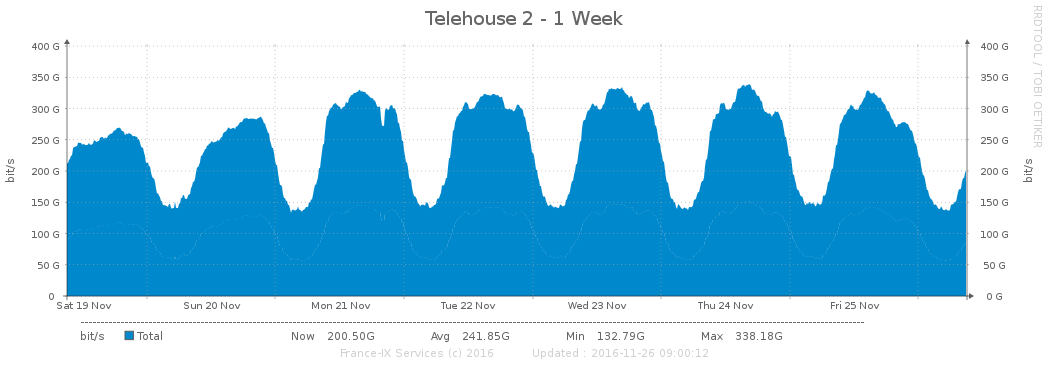 Telehouse 2 - 1 Week
RRDTOOL / TOBI OETIKER
400 G 400 G
350 G 350 G
300 G 300 G
250 G 250 G
200 G 200 G
150 G 150 G
100 G 100 G
50 G 50 G
0 0 G
bit/s bit/s
Sat 19 Nov Sun 20 Nov Mon 21 Nov Tue 22 Nov Wed 23 Nov Thu 24 Nov Fri 25 Nov
bit/s Total Now 200.50G Avg 241.85G Min 132.79G Max 338.18G
France-IX Services (c) 2016 Updated : 2016-11-26 09:00:12